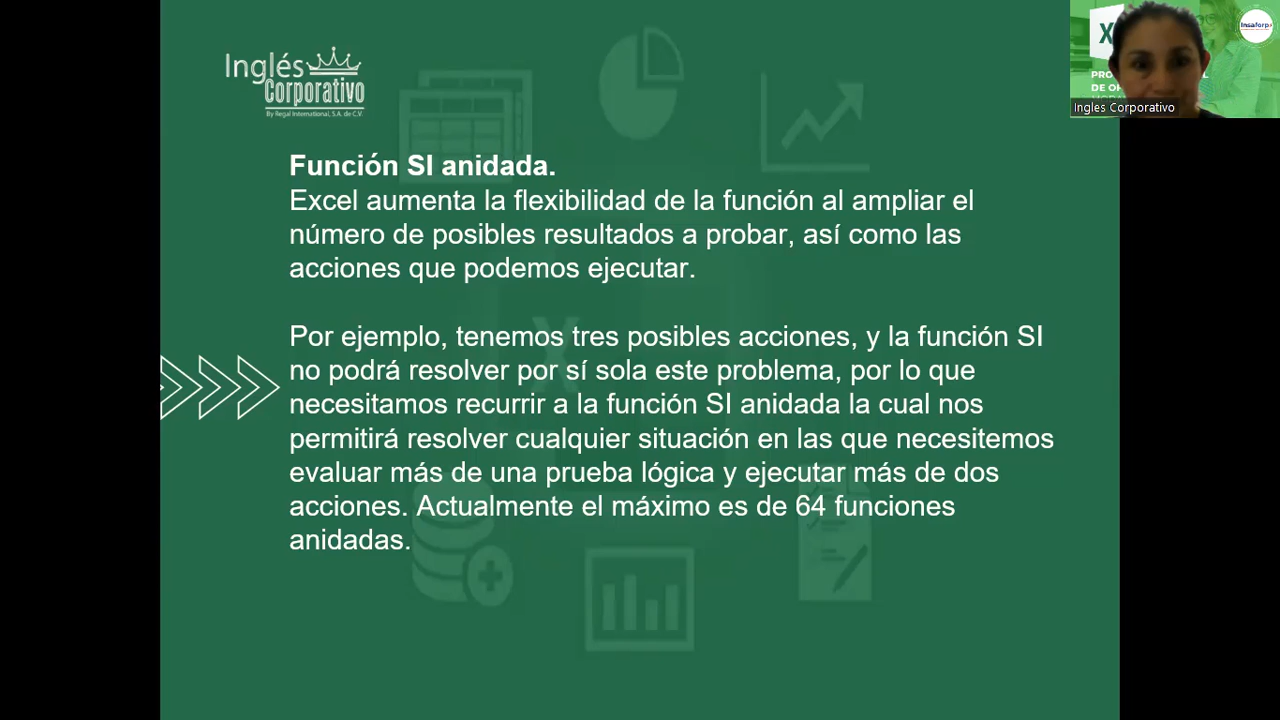 Inglés
Corporativo
By Regal International, S.A. de C.V.
Función SI anidada.
Excel aumenta la flexibilidad de la función al ampliar el
número de posibles resultados a probar, así como las
acciones que podemos ejecutar.
Por ejemplo, tenemos tres posibles acciones, y la función SI
no podrá resolver por sí sola este problema, por lo que
necesitamos recurrir a la función SI anidada la cual nos
permitirá resolver cualquier situación en las que necesitemos
evaluar más de una prueba lógica y ejecutar más de dos
acciones. Actualmente el máximo es de 64 funciones
anidadas.
X
Insaforp
Ingles Corporativo